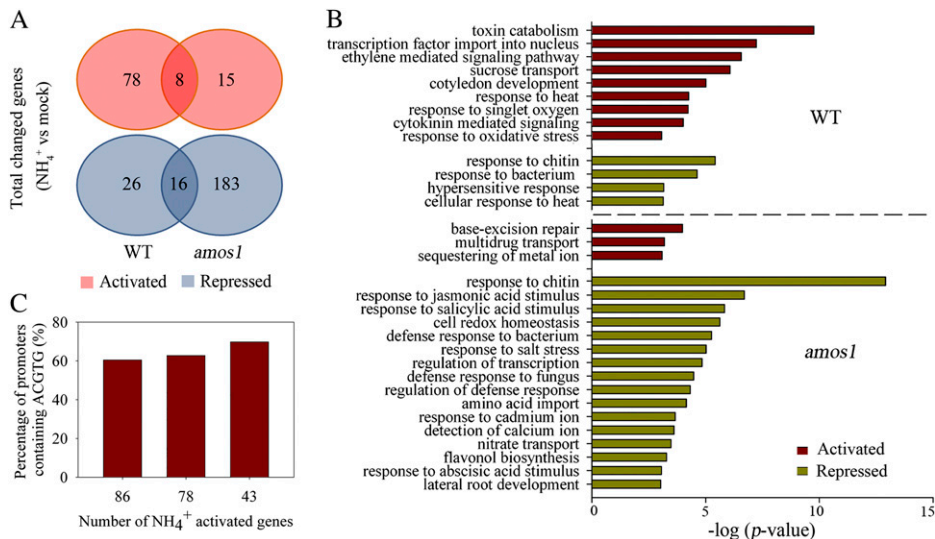 A
Total changed genes
(NH4+ vs mock)
78
8
15
26
16
183
WT
amos1
Activated
Repressed
B
toxin catabolism
transcription factor import into nucleus
ethylene mediated signaling pathway
sucrose transport
cotyledon development
response to heat
response to singlet oxygen
cytokinin mediated signaling
response to oxidative stress
WT
response to chitin
response to bacterium
hypersensitive response
cellular response to heat
base-excision repair
multidrug transport
sequestering of metal ion
response to chitin
response to jasmonic acid stimulus
response to salicylic acid stimulus
cell redox homeostasis
defense response to bacterium
response to salt stress
regulation of transcription
defense response to fungus
regulation of defense response
amino acid import
response to cadmium ion
detection of calcium ion
nitrate transport
flavonol biosynthesis
response to abscisic acid stimulus
lateral root development
amos1
Activated
Repressed
0
5
10
15
-log (p-value)
C
Percentage of promoters
containing ACGTG (%)
80
60
40
20
0
86
78
43
Number of NH4+ activated genes